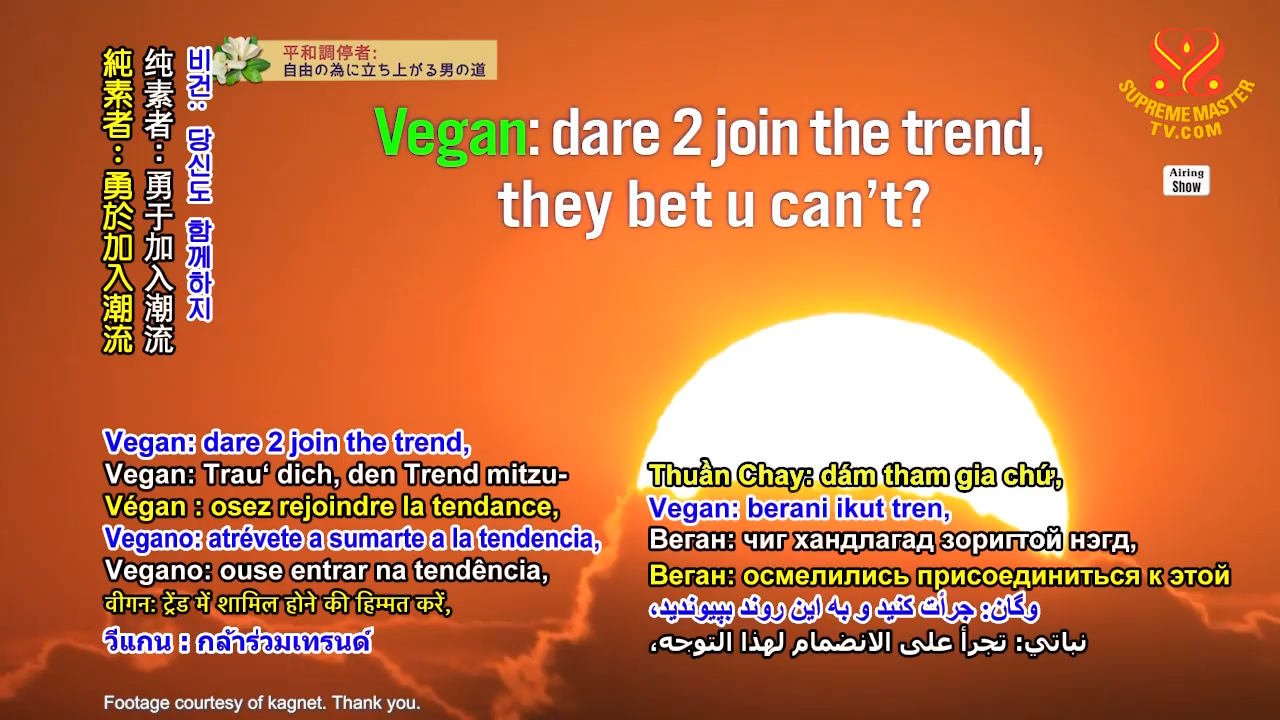 平和調停者:
自由の為に立ち上がる男の道
SUPREME MASTER
TV.COM
Airing
Show
Vegan: dare 2 join the trend,
they bet u can't?
純素者：勇於加入潮流
纯素者：勇于加入潮流
비건: 당신도 함께하지
Vegan: dare 2 join the trend,
Vegan: Trau‘ dich, den Trend mitzu-
Végan : osez rejoindre la tendance,
Vegano: atrévete a sumarte a la tendencia,
Vegano: ouse entrar na tendência,
वीगनः ट्रेंड में शामिल होने की हिम्मत करें,
วีแกน : กล้าร่วมเทรนด์
Thuần Chay: dám tham gia chứ,
Vegan: berani ikut tren,
Веган: чиг хандлагад зоригтой нэгд,
Веган: осмелились присоединиться к этой
وگان: جرأت کنید و به این روند بپیوندید،
نباتي: تجرأ على الانضمام لهذا التوجه،
Footage courtesy of kagnet. Thank you.